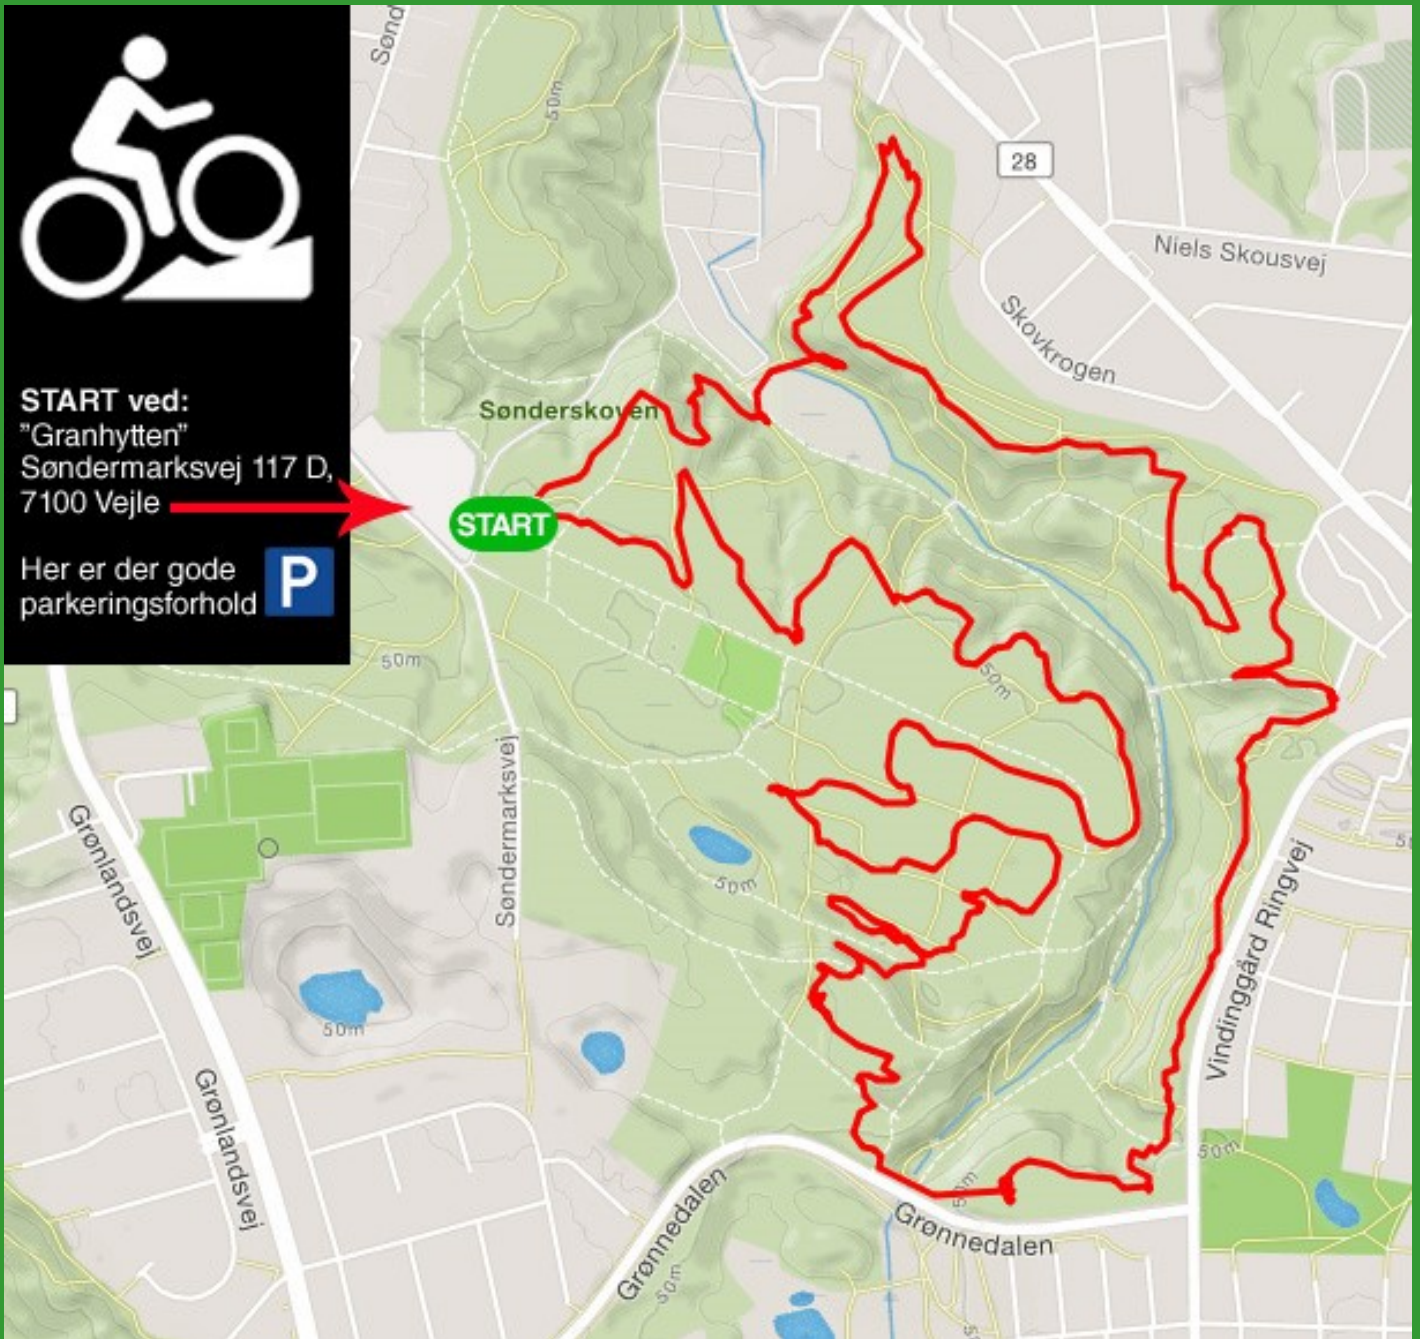 START ved:
”Granhytten”
Søndermarksvej 117 D,
7100 Vejle
Her er der gode
parkeringsforhold P
Sønd
50m
28
Niels Skousvej
Skovkrogen
Sønderskoven
START
50m
50m
Søndermarksvej
Grønlandsvej
50m
50m
Vindinggård Ringvej
Grønlandsvej
50m
50m
Grønnedalen
Grønnedalen
50m